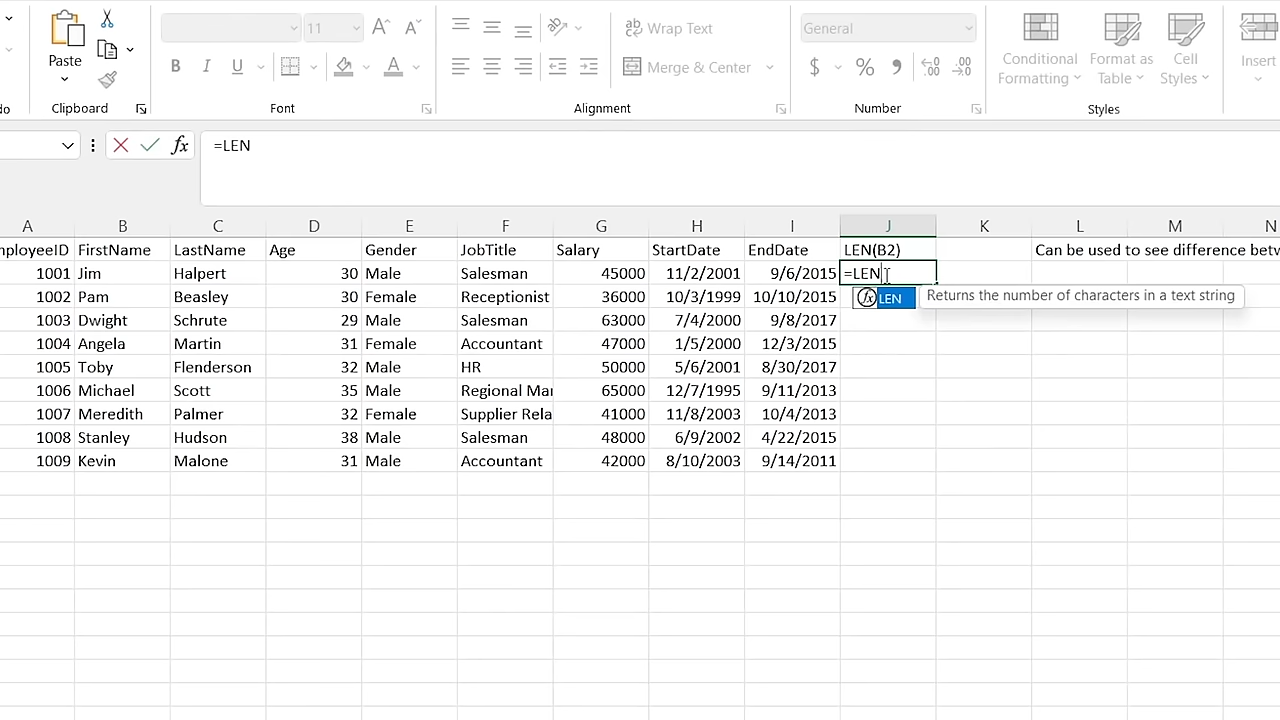 11
General
Wrap Text
Paste
Merge & Center
Conditional Formatting
Format as Table
Cell Styles
Insert
B I U
$ % 9 .00
Clipboard
Font
Alignment
Number
Styles
fx =LEN
A B C D E F G H I J K L M N
mployeeID FirstName LastName Age Gender JobTitle Salary StartDate EndDate LEN(B2) Can be used to see difference betv
1001 Jim Halpert 30 Male Salesman 45000 11/2/2001 9/6/2015 =LEN
1002 Pam Beasley 30 Female Receptionist 36000 10/3/1999 10/10/2015 LEN Returns the number of characters in a text string
1003 Dwight Schrute 29 Male Salesman 63000 7/4/2000 9/8/2017
1004 Angela Martin 31 Female Accountant 47000 1/5/2000 12/3/2015
1005 Toby Flenderson 32 Male HR 50000 5/6/2001 8/30/2017
1006 Michael Scott 35 Male Regional Mar 65000 12/7/1995 9/11/2013
1007 Meredith Palmer 32 Female Supplier Rela 41000 11/8/2003 10/4/2013
1008 Stanley Hudson 38 Male Salesman 48000 6/9/2002 4/22/2015
1009 Kevin Malone 31 Male Accountant 42000 8/10/2003 9/14/2011